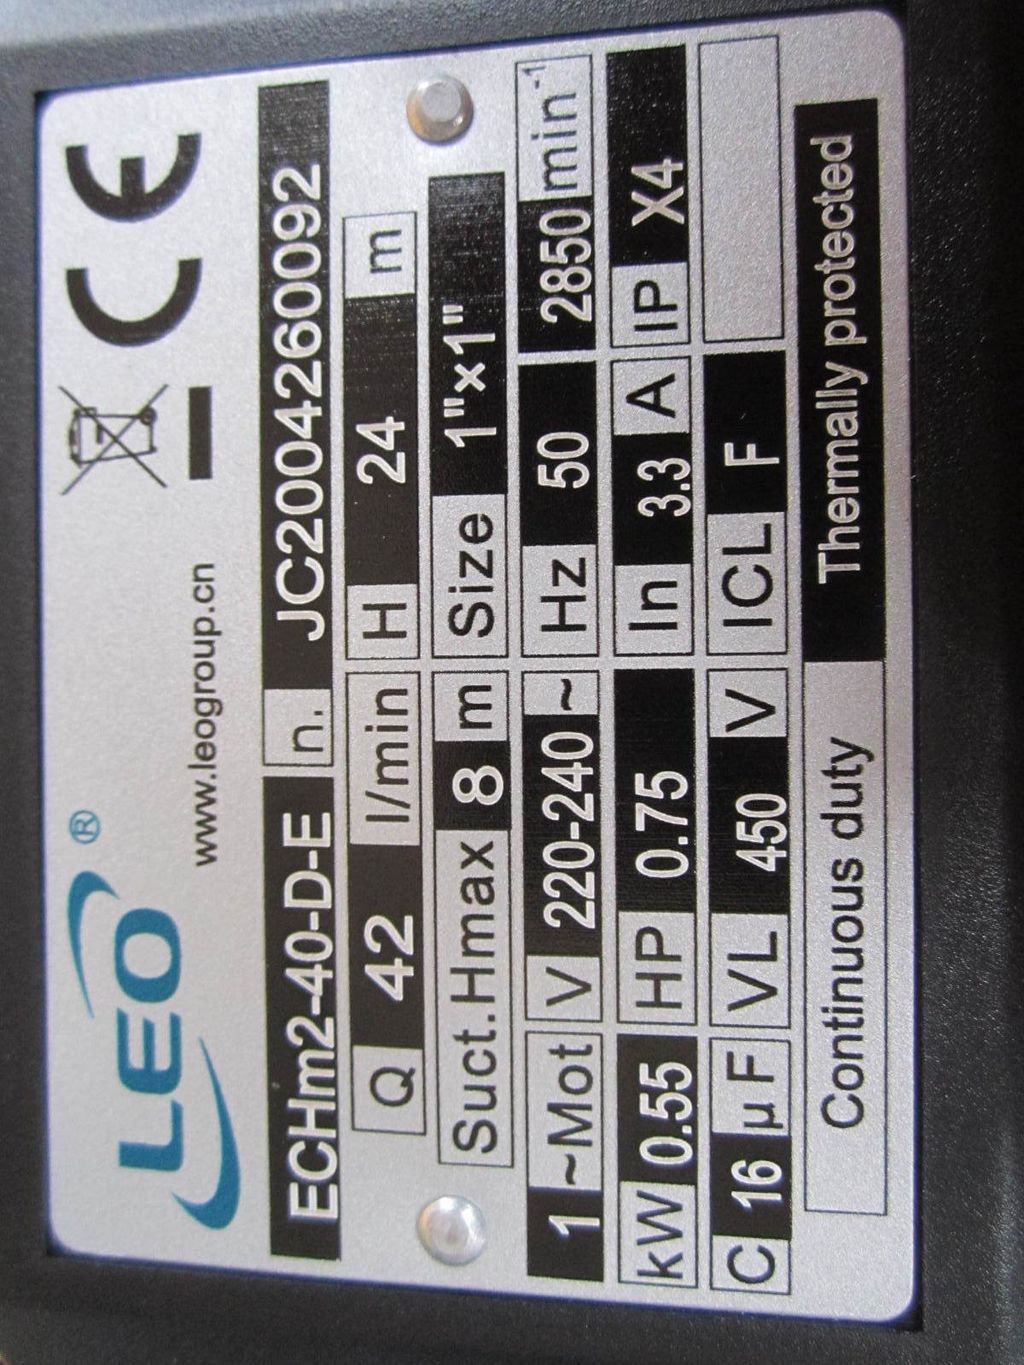 LEO®
www.leogroup.cn
CE
ECHm2-40-D-E n. JC2004260092
Q 42 l/min H 24 m
Suct.Hmax 8 m Size 1"×1"
1 ~Mot V 220-240 ~ Hz 50 2850 min⁻¹
kW 0.55 HP 0.75 In 3.3 A IP X4
C 16 µF VL 450 V ICL F
Continuous duty Thermally protected